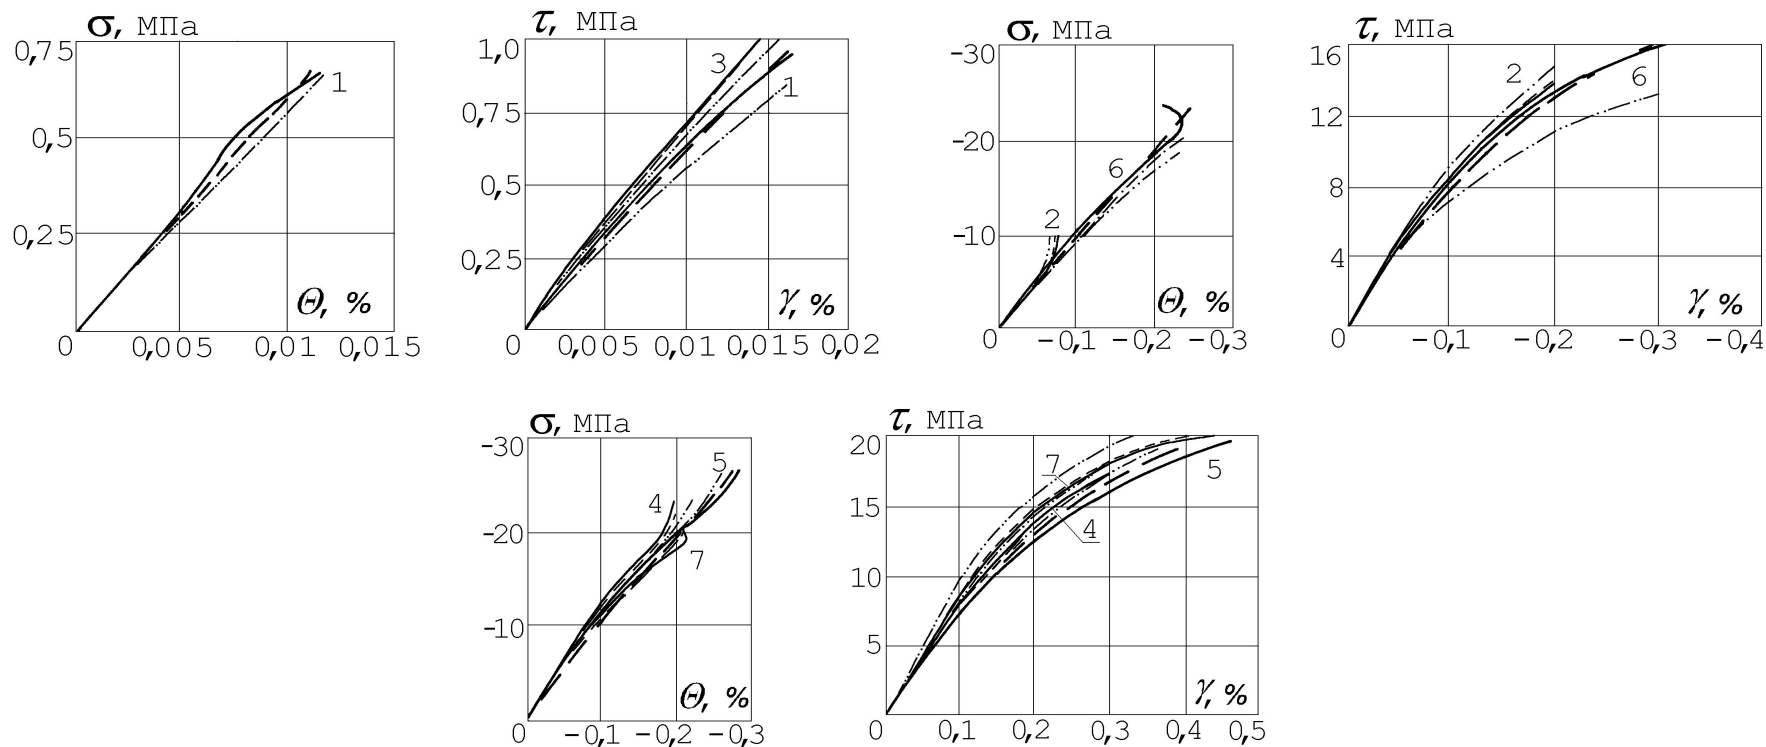 σ, МПа
0,75
0,5
0,25
1
Θ, %
0 0,005 0,01 0,015
τ, МПа
1,0
0,75
0,5
0,25
3
1
γ, %
0 0,005 0,01 0,015 0,02
σ, МПа
-30
-20
-10
6
2
Θ, %
0 -0,1 -0,2 -0,3
τ, МПа
16
12
8
4
2
6
γ, %
0 -0,1 -0,2 -0,3 -0,4
σ, МПа
-30
-20
-10
5
4
7
Θ, %
0 -0,1 -0,2 -0,3
τ, МПа
20
15
10
5
7
5
4
γ, %
0 0,1 0,2 0,3 0,4 0,5